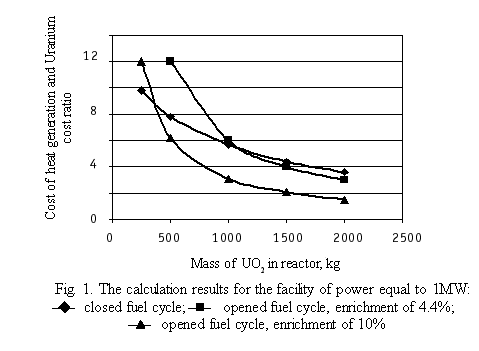 Cost of heat generation and Uranium
cost ratio
12
8
4
0
0
500
1000
1500
2000
2500
Mass of UO2 in reactor, kg
Fig. 1. The calculation results for the facility of power equal to 1MW:
closed fuel cycle; opened fuel cycle, enrichment of 4.4%;
opened fuel cycle, enrichment of 10%